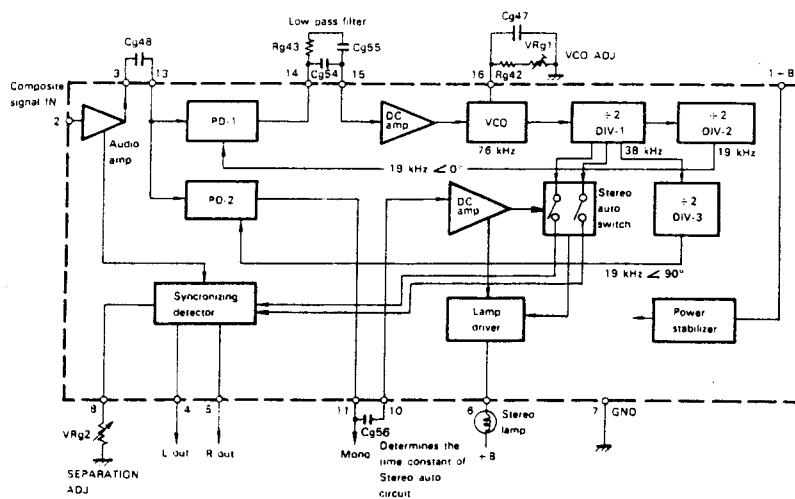 Low pass filter
Cg47
Cg48
Rg43
Cg55
VRg1
VCO ADJ
Cg54
Rg42
3
13
14
15
16
1 + B
Composite
signal IN
2
Audio
amp
PD-1
DC
amp
VCO
76 kHz
÷ 2
DIV-1
÷ 2
DIV-2
38 kHz
19 kHz
19 kHz ∠ 0°
PD-2
DC
amp
Stereo
auto
switch
÷ 2
DIV-3
19 kHz ∠ 90°
Syncronizing
detector
Lamp
driver
Power
stabilizer
8
4
5
11
10
6
7
GND
Cg56
VRg2
L out
R out
Mono
Determines the
time constant of
Stereo auto
circuit
Stereo
lamp
+ B
SEPARATION
ADJ